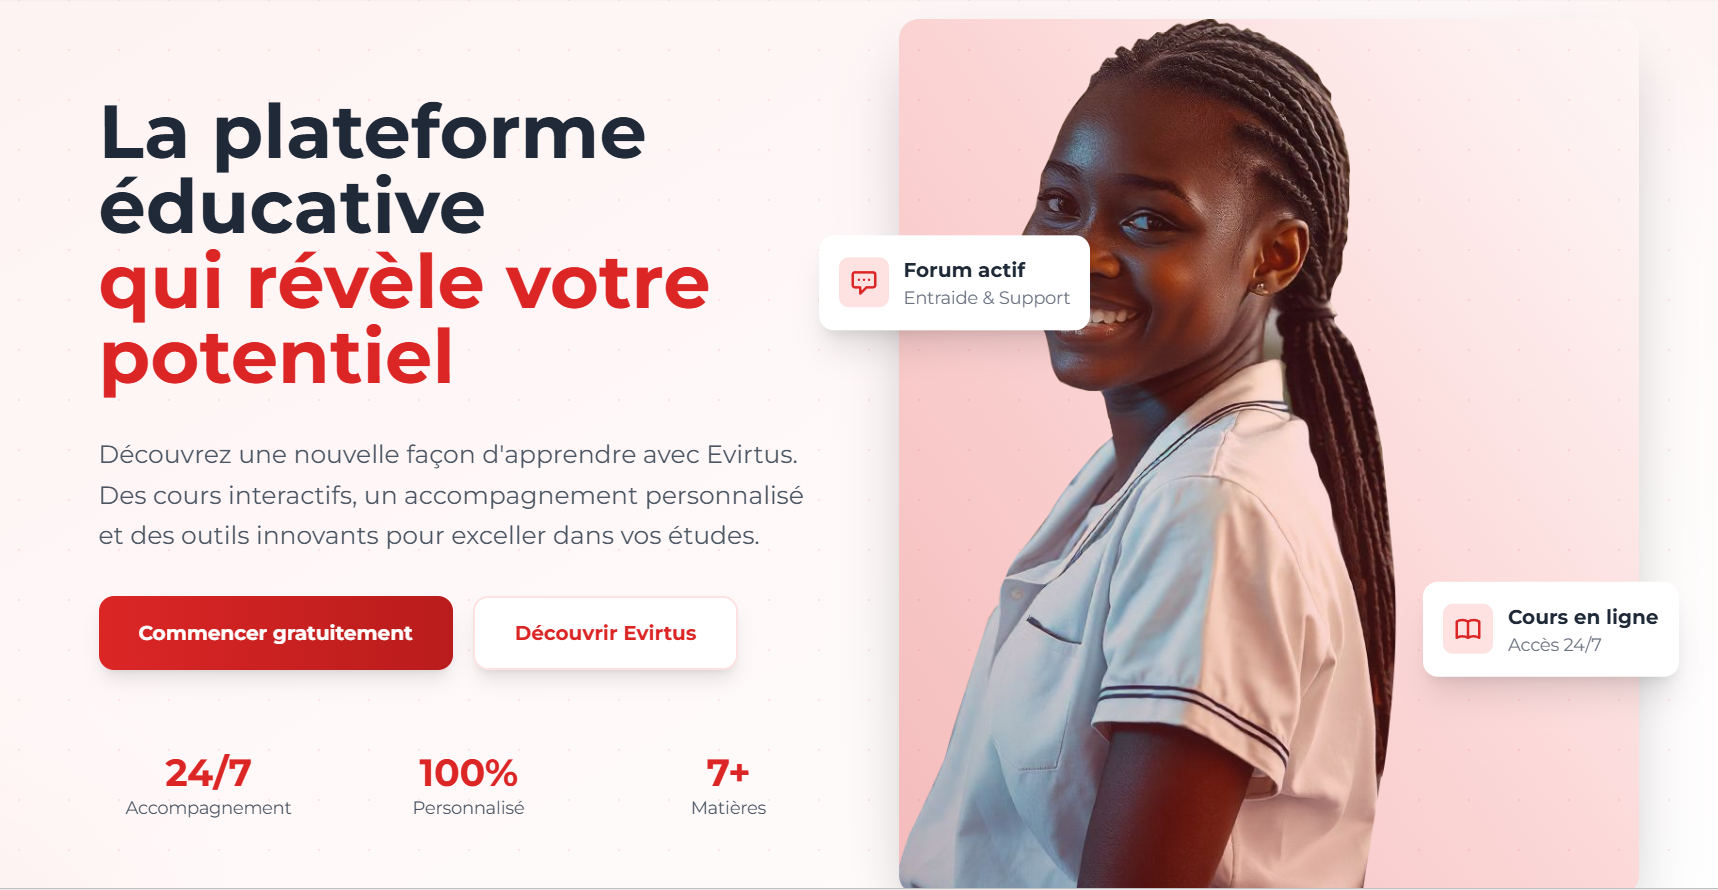 La plateforme
éducative
qui révèle votre
potentiel
Découvrez une nouvelle façon d'apprendre avec Evirtus.
Des cours interactifs, un accompagnement personnalisé
et des outils innovants pour exceller dans vos études.
Commencer gratuitement
Découvrir Evirtus
24/7
Accompagnement
100%
Personnalisé
7+
Matières
Forum actif
Entraide & Support
Cours en ligne
Accès 24/7